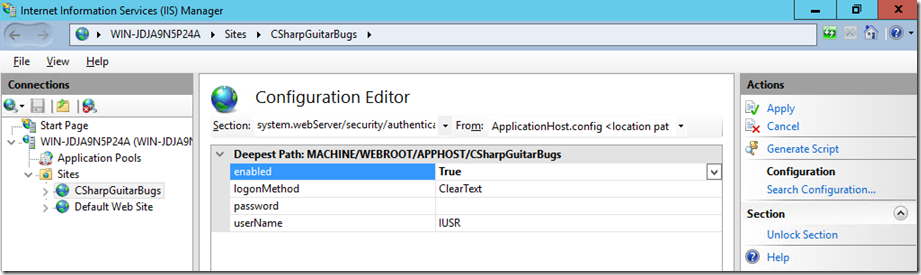 Internet Information Services (IIS) Manager
WIN-JDJA9N5P24A Sites CSharpGuitarBugs
File View Help
Connections
Start Page
WIN-JDJA9N5P24A (WIN-JDJA9N
Application Pools
Sites
CSharpGuitarBugs
Default Web Site
Configuration Editor
Section: system.webServer/security/authentica From: ApplicationHost.config <location pat
Deepest Path: MACHINE/WEBROOT/APPHOST/CSharpGuitarBugs
enabled True
logonMethod ClearText
password
userName IUSR
Actions
Apply
Cancel
Generate Script
Configuration
Search Configuration...
Section
Unlock Section
Help